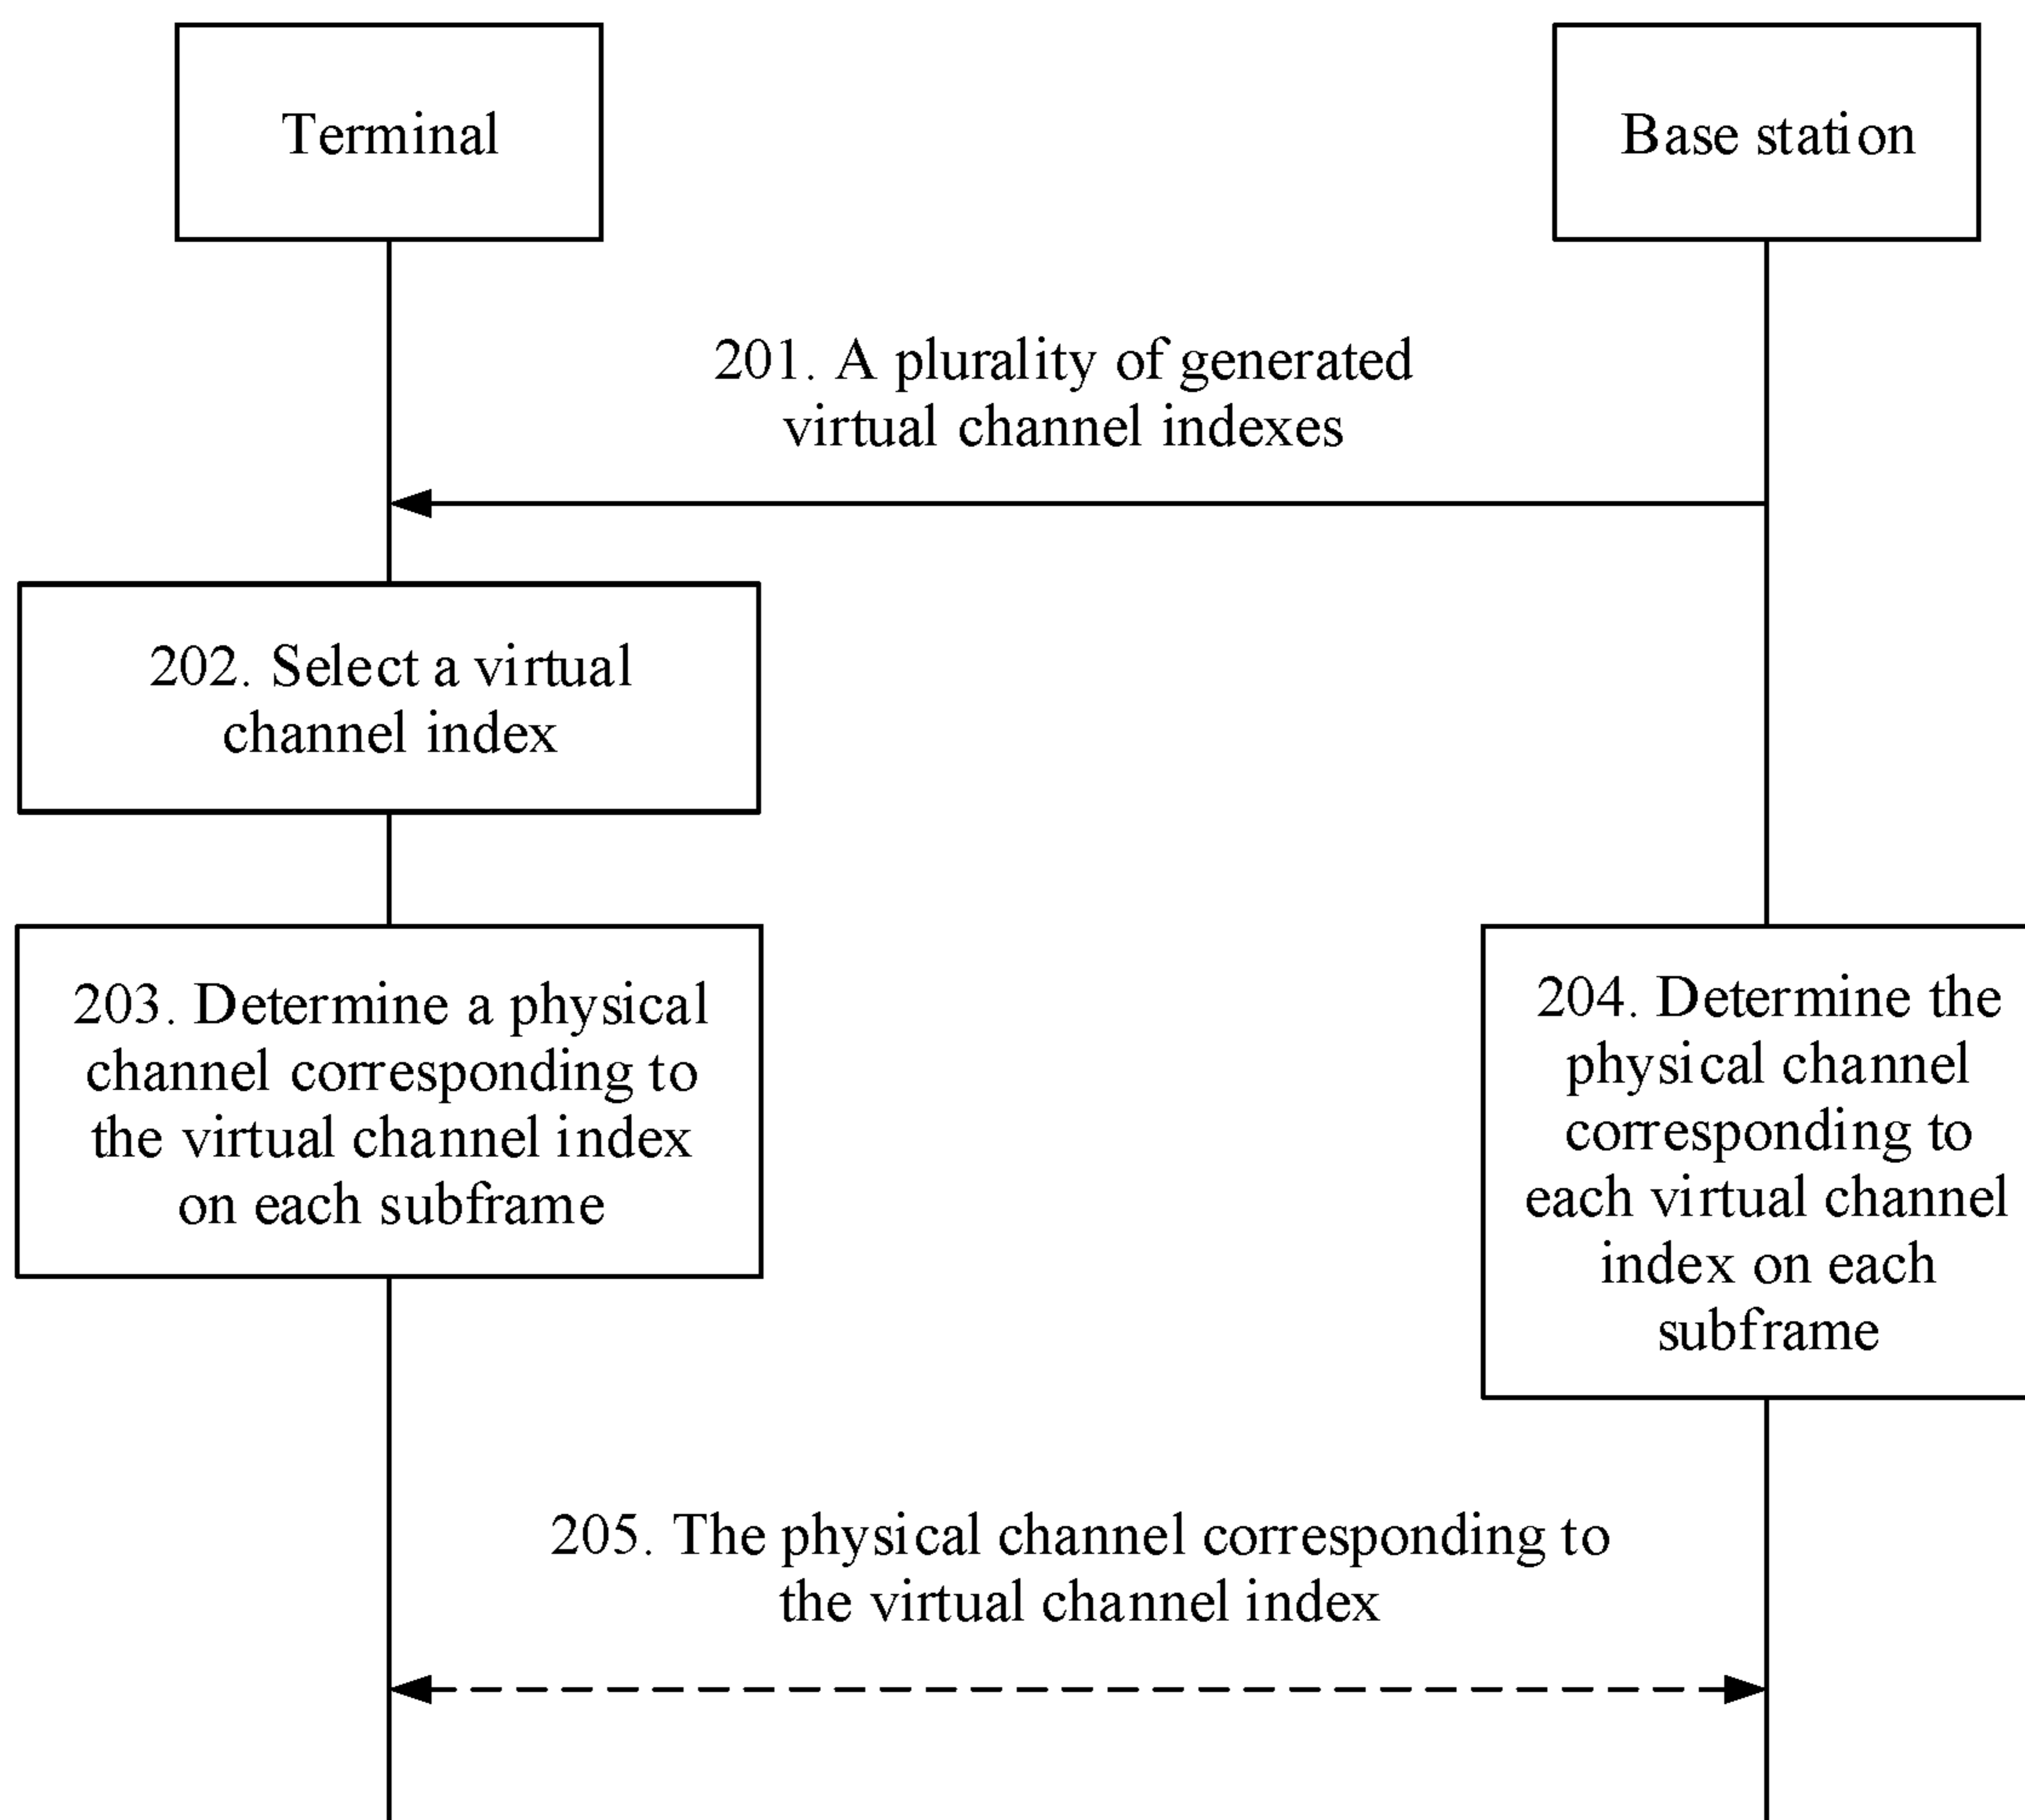 Terminal
Base station
201. A plurality of generated
virtual channel indexes
202. Select a virtual
channel index
203. Determine a physical
channel corresponding to
the virtual channel index
on each subframe
204. Determine the
physical channel
corresponding to
each virtual channel
index on each
subframe
205. The physical channel corresponding to
the virtual channel index